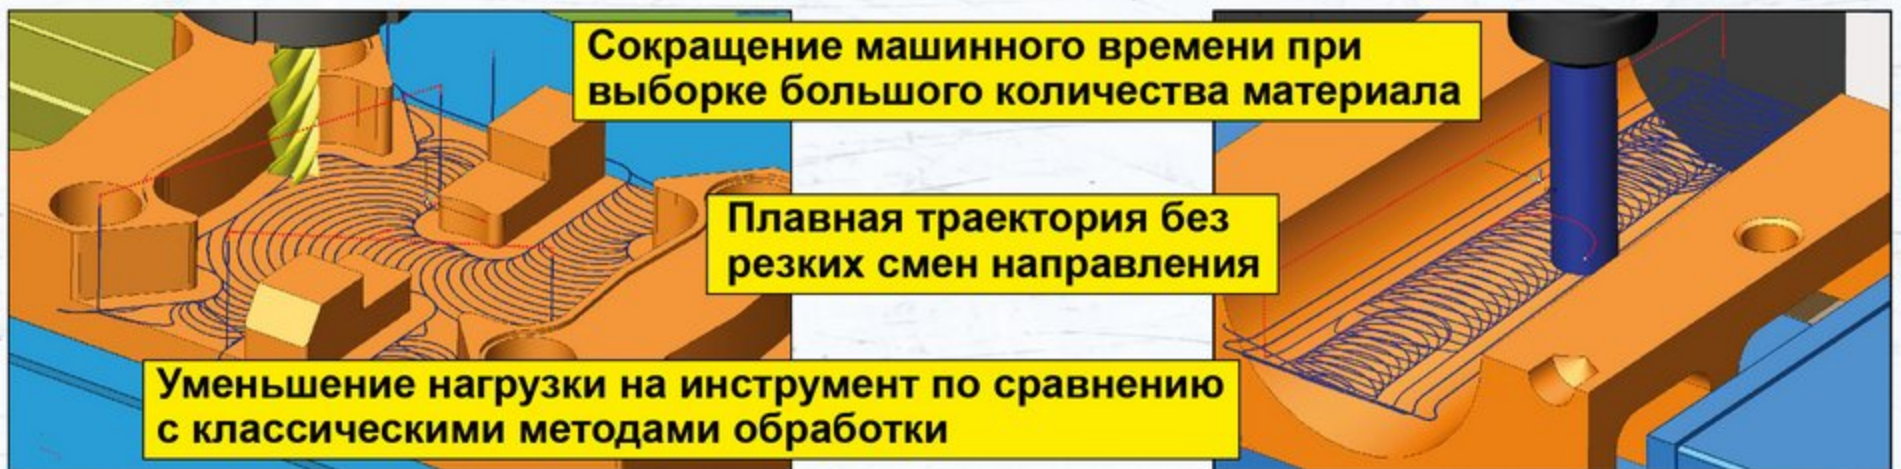 Сокращение машинного времени при
выборке большого количества материала
Плавная траектория без
резких смен направления
Уменьшение нагрузки на инструмент по сравнению
с классическими методами обработки